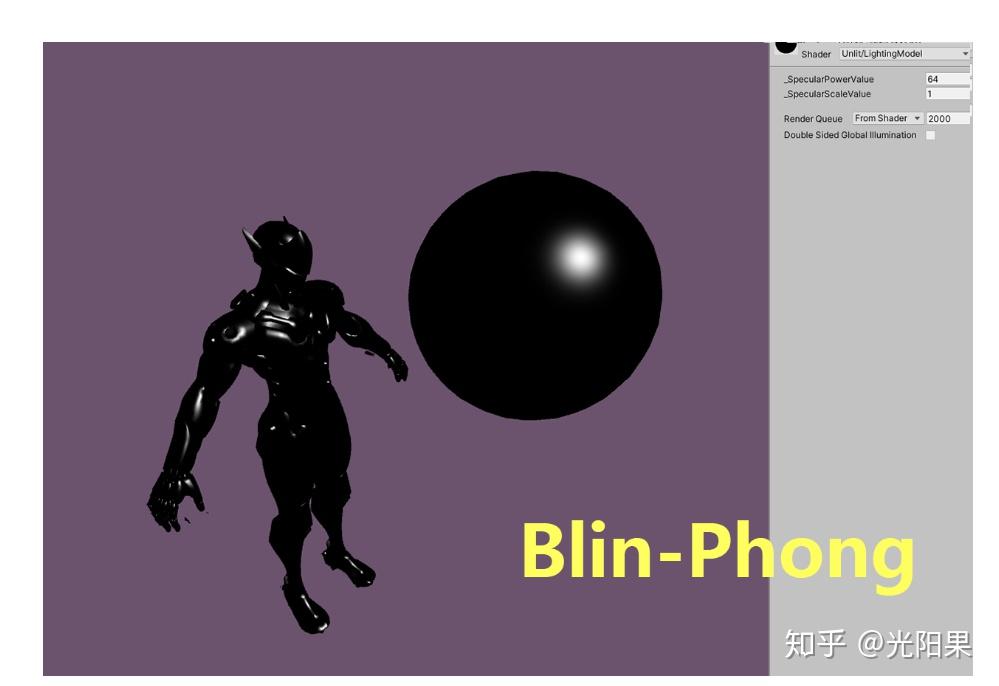 Shader Unlit/LightingModel
_SpecularPowerValue 64
_SpecularScaleValue 1
Render Queue From Shader 2000
Double Sided Global Illumination
Blin-Phong
知乎 @光阳果